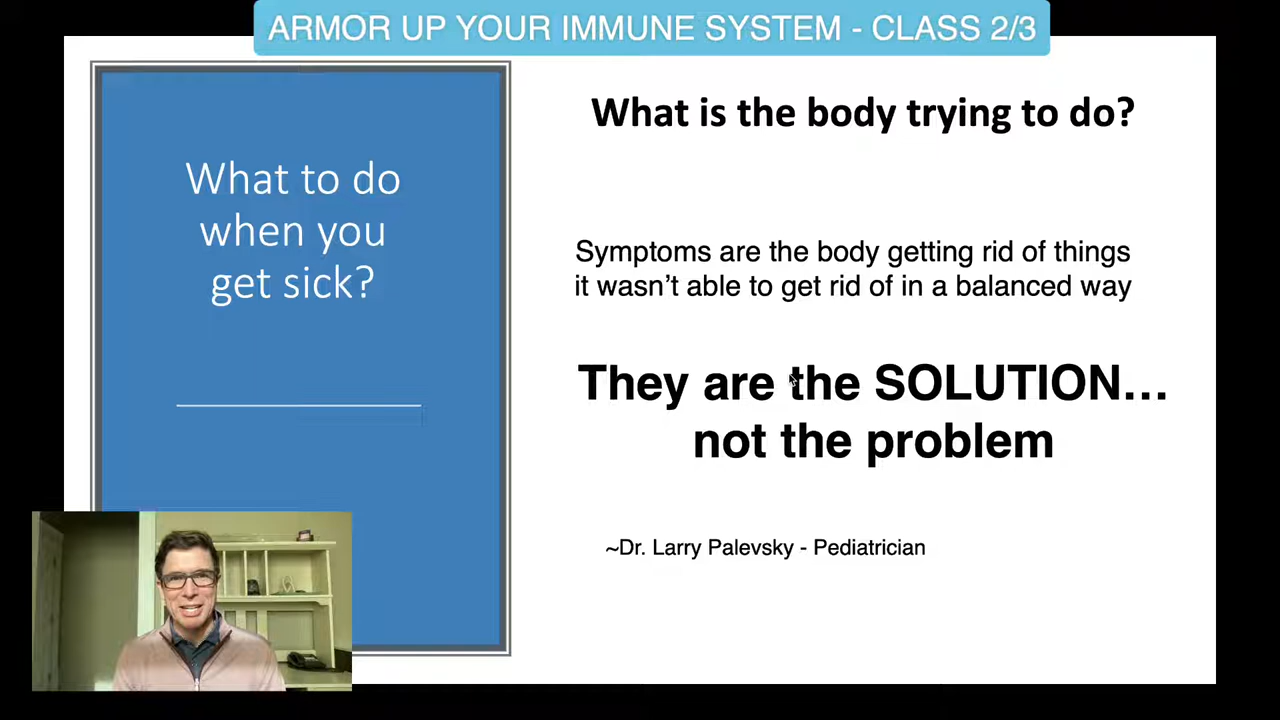 ARMOR UP YOUR IMMUNE SYSTEM - CLASS 2/3
What to do
when you
get sick?
What is the body trying to do?
Symptoms are the body getting rid of things
it wasn't able to get rid of in a balanced way
They are the SOLUTION...
not the problem
~Dr. Larry Palevsky - Pediatrician